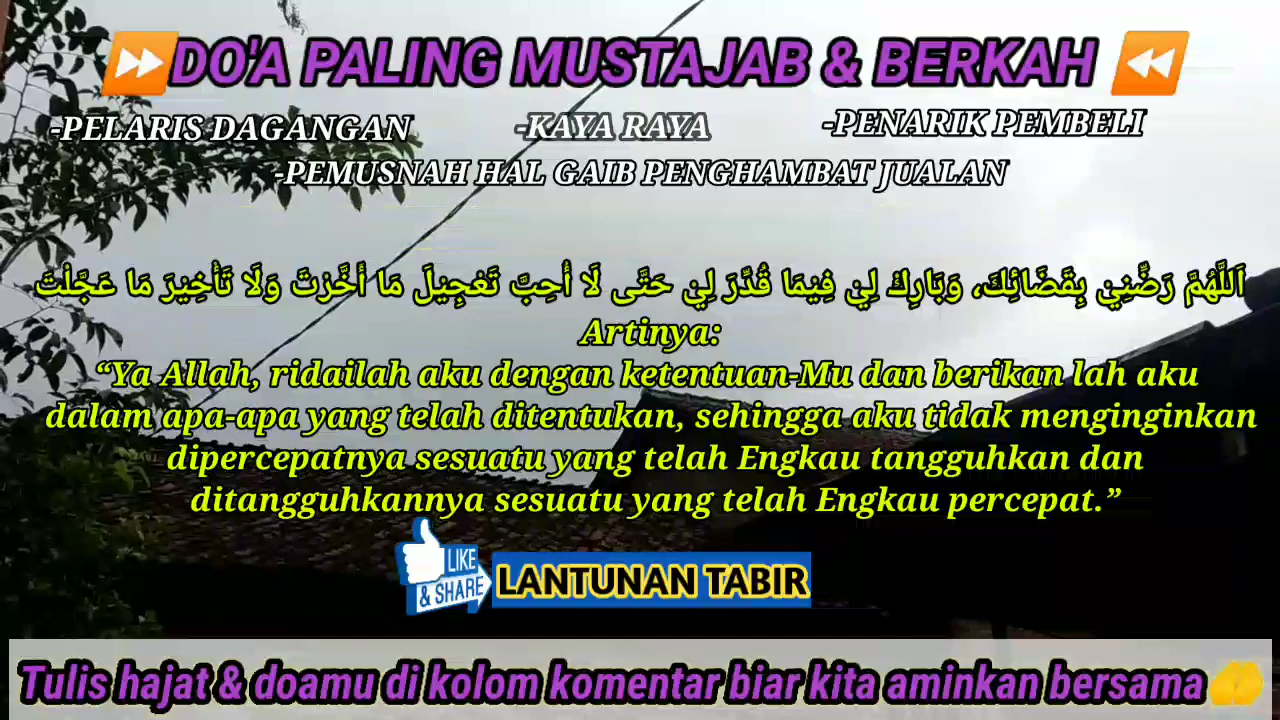 DO'A PALING MUSTAJAB & BERKAH
-PELARIS DAGANGAN -KAYA RAYA -PENARIK PEMBELI
-PEMUSNAH HAL GAIB PENGHAMBAT JUALAN
اَللَّهُمَّ رَضِّنِيْ بِقَضَائِكَ، وَبَارِكْ لِيْ فِيْمَا قُدِّرَ لِيْ حَتَّى لَا أُحِبَّ تَعْجِيْلَ مَا أَخَّرْتَ وَلَا تَأْخِيرَ مَا عَجَّلْتَ
Artinya:
“Ya Allah, ridailah aku dengan ketentuan-Mu dan berikan lah aku
dalam apa-apa yang telah ditentukan, sehingga aku tidak menginginkan
dipercepatnya sesuatu yang telah Engkau tangguhkan dan
ditangguhkannya sesuatu yang telah Engkau percepat.”
LIKE
& SHARE
LANTUNAN TABIR
Tulis hajat & doamu di kolom komentar biar kita aminkan bersama